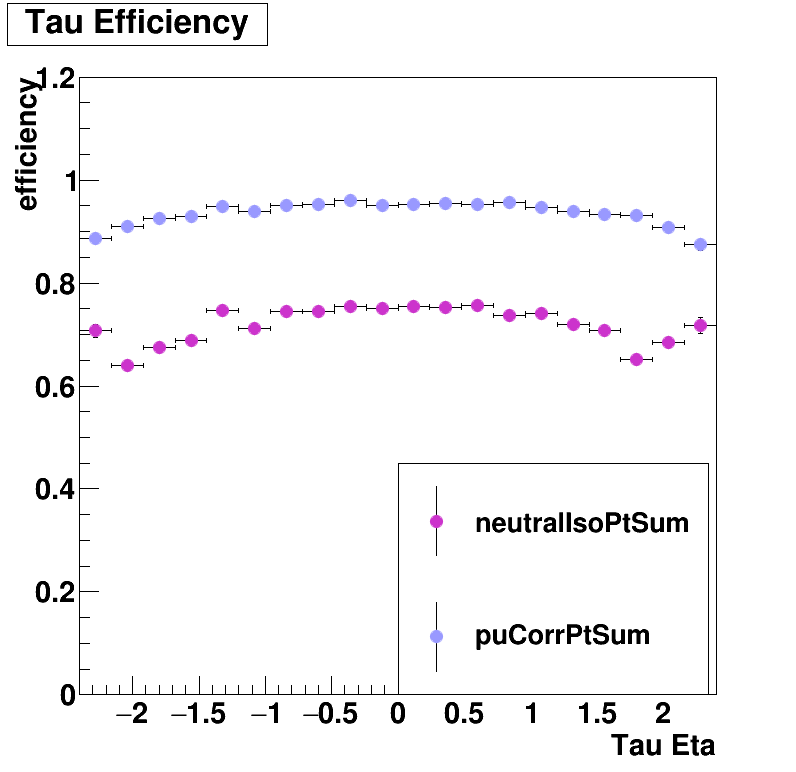 Tau Efficiency
efficiency
1.2
1
0.8
0.6
0.4
0.2
0
neutralIsoPtSum
puCorrPtSum
−2 −1.5 −1 −0.5 0 0.5 1 1.5 2
Tau Eta